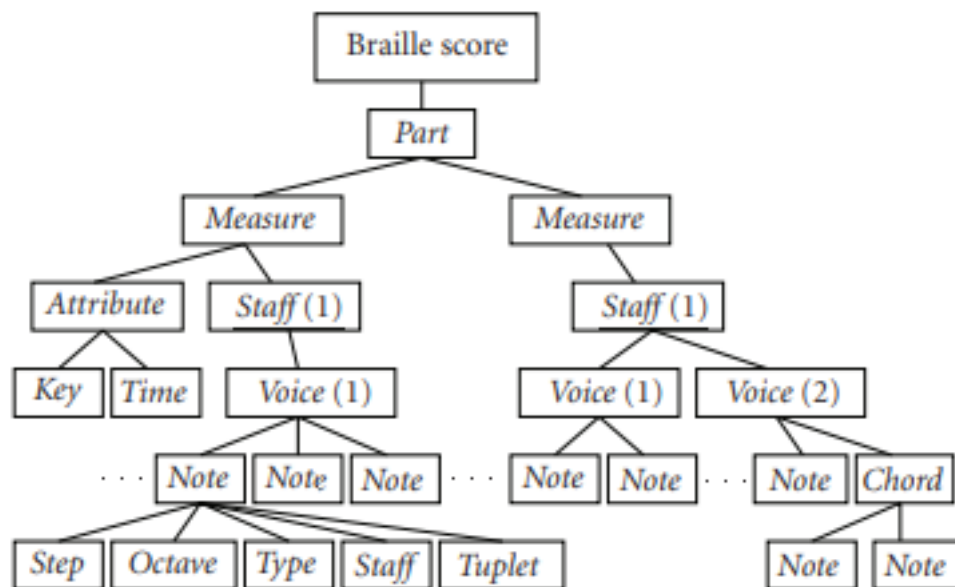 Braille score
Part
Measure Measure
Attribute Staff (1) Staff (1)
Key Time Voice (1) Voice (1) Voice (2)
. . . Note Note Note . . . Note Note . . . Note Chord
Step Octave Type Staff Tuplet Note Note